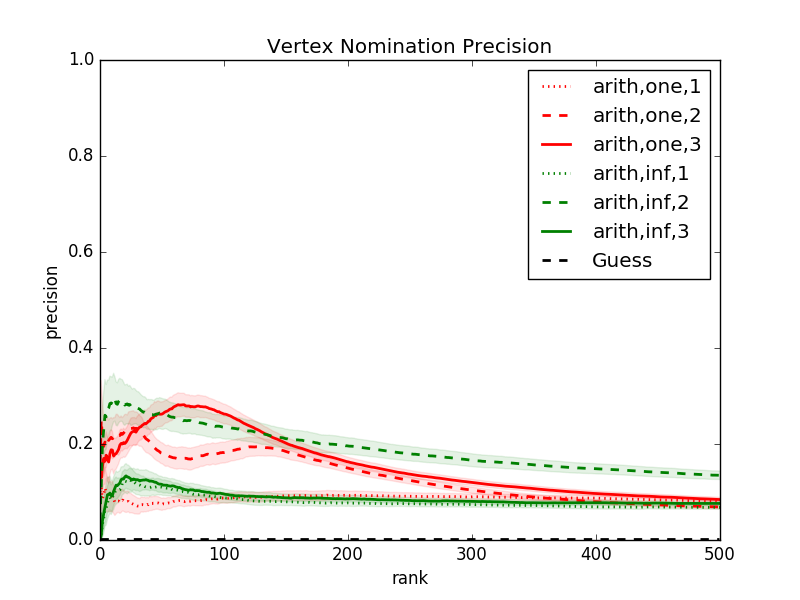 Vertex Nomination Precision
1.0
0.8
0.6
0.4
0.2
0.0
precision
arith,one,1
arith,one,2
arith,one,3
arith,inf,1
arith,inf,2
arith,inf,3
Guess
0 100 200 300 400 500
rank